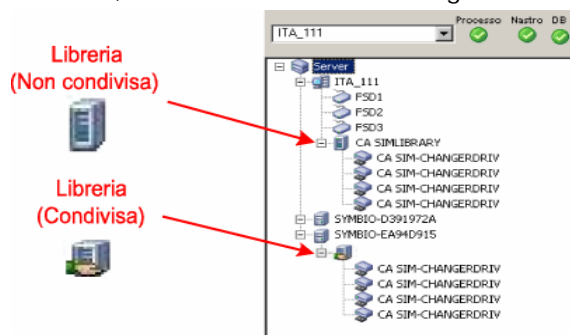 Processo Nastro DB
ITA_111
Libreria
(Non condivisa)
Server
ITA_111
FSD1
FSD2
FSD3
CA SIMLIBRARY
CA SIM-CHANGERDRIV
CA SIM-CHANGERDRIV
CA SIM-CHANGERDRIV
CA SIM-CHANGERDRIV
Libreria
(Condivisa)
SYMBIO-D391972A
SYMBIO-EA94D915
CA SIM-CHANGERDRIV
CA SIM-CHANGERDRIV
CA SIM-CHANGERDRIV
CA SIM-CHANGERDRIV